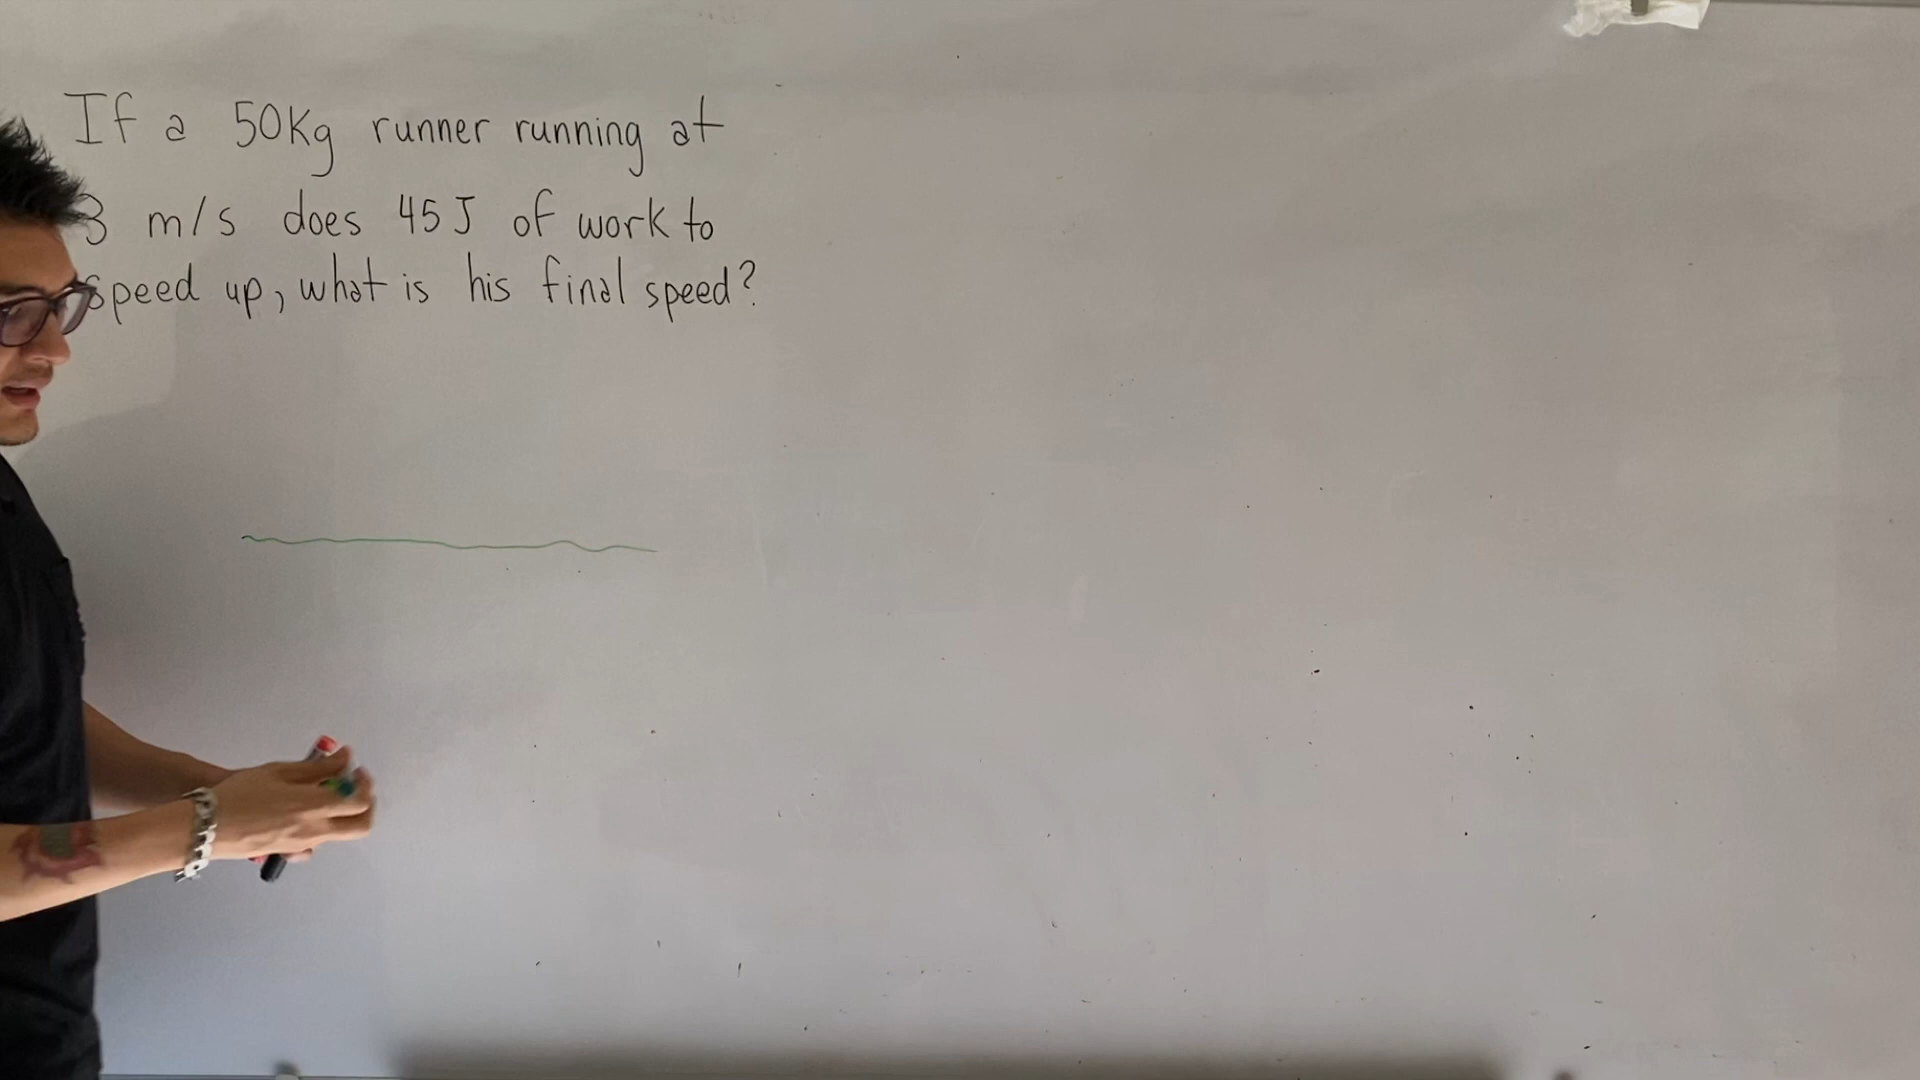 If a 50Kg runner running at
3 m/s does 45J of work to
speed up, what is his final speed?